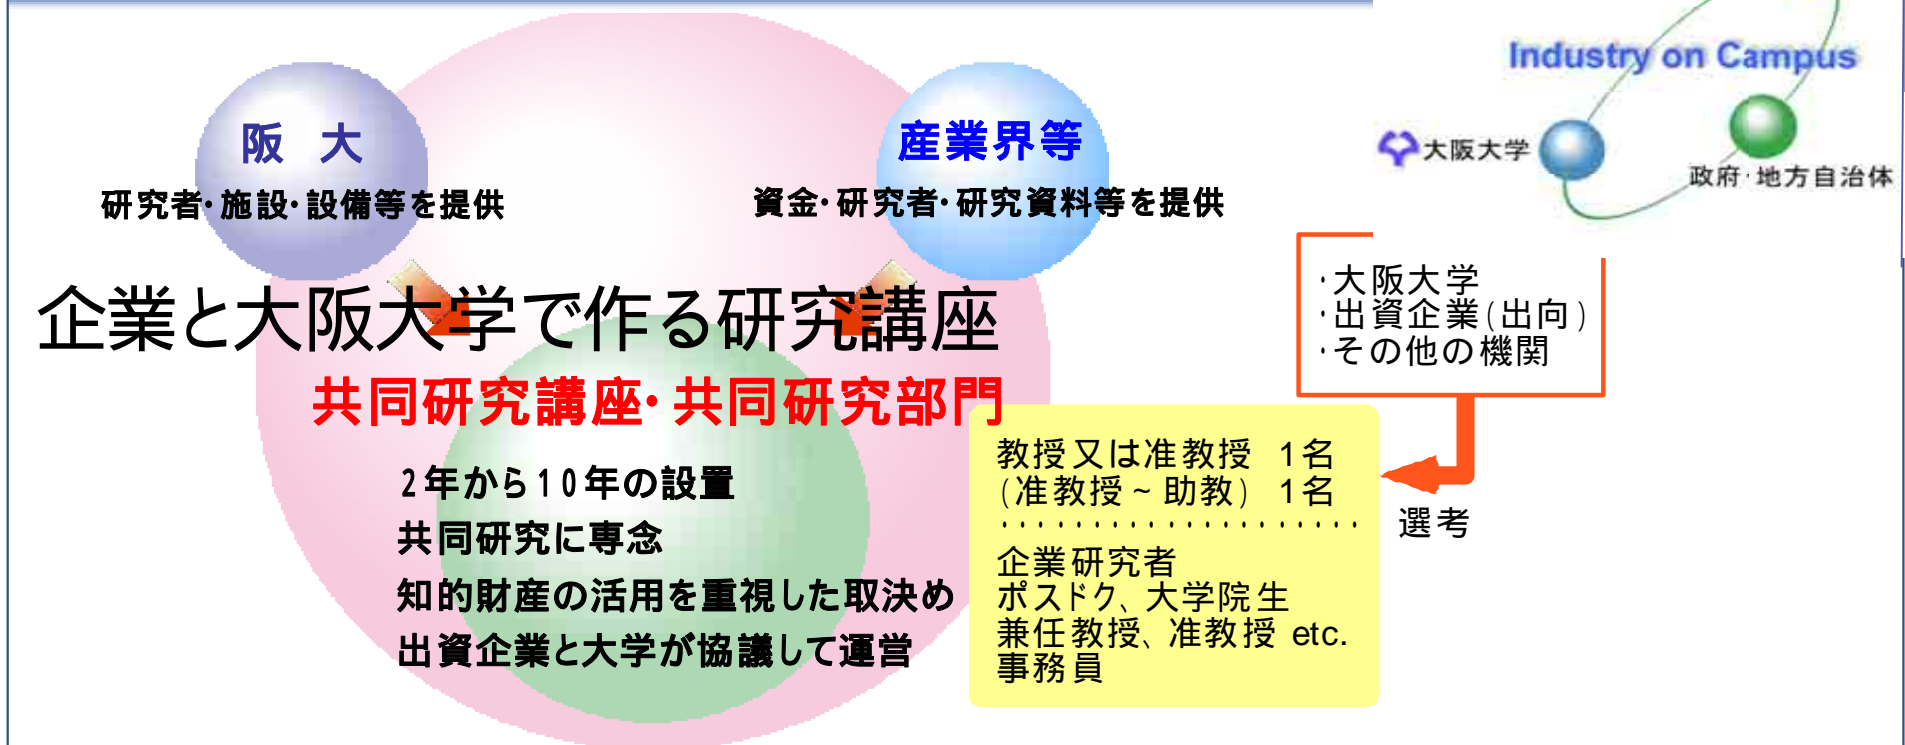 Industry on Campus
大阪大学
政府・地方自治体
阪 大
研究者・施設・設備等を提供
産業界等
資金・研究者・研究資料等を提供
企業と大阪大学で作る研究講座
共同研究講座・共同研究部門
2年から10年の設置
共同研究に専念
知的財産の活用を重視した取決め
出資企業と大学が協議して運営
・大阪大学
・出資企業(出向)
・その他の機関
選考
教授又は准教授 1名
(准教授~助教) 1名
・・・・・・・・・・・・・・・・・・・・
企業研究者
ポスドク、大学院生
兼任教授、准教授 etc.
事務員